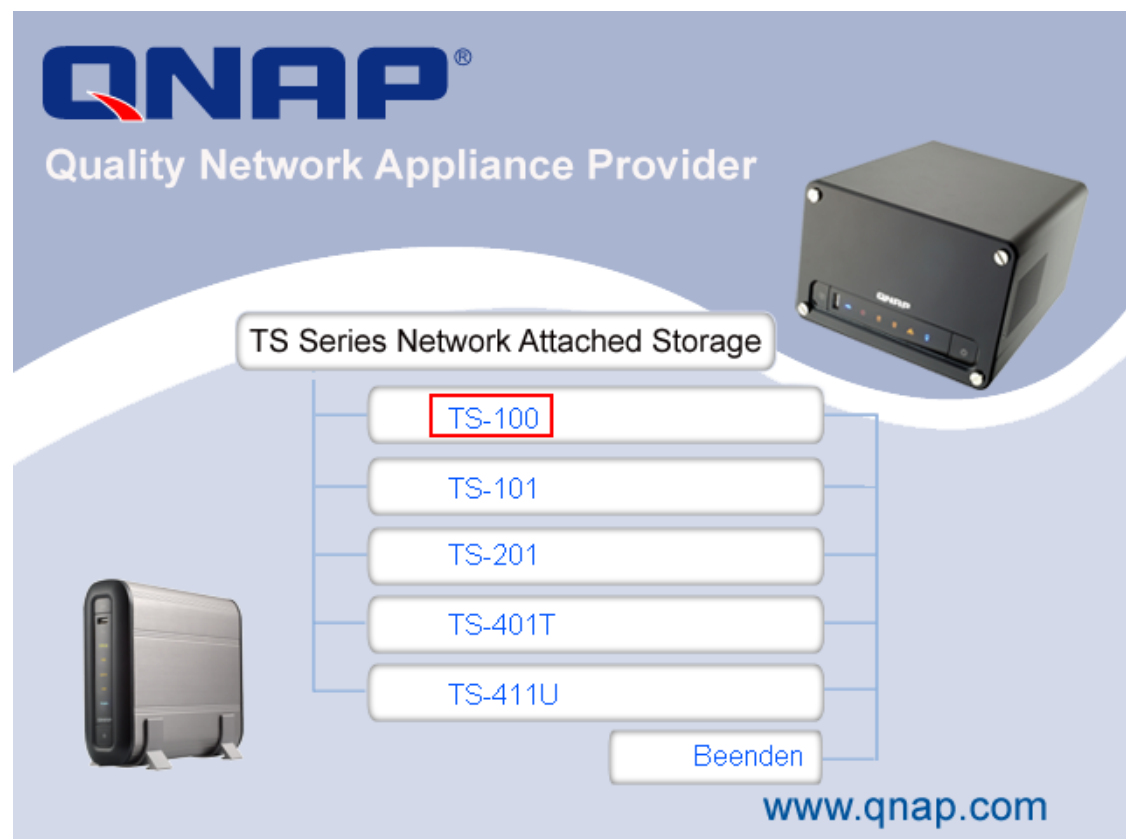 QNAP®
Quality Network Appliance Provider
QNAP
TS Series Network Attached Storage
TS-100
TS-101
TS-201
TS-401T
TS-411U
Beenden
www.qnap.com